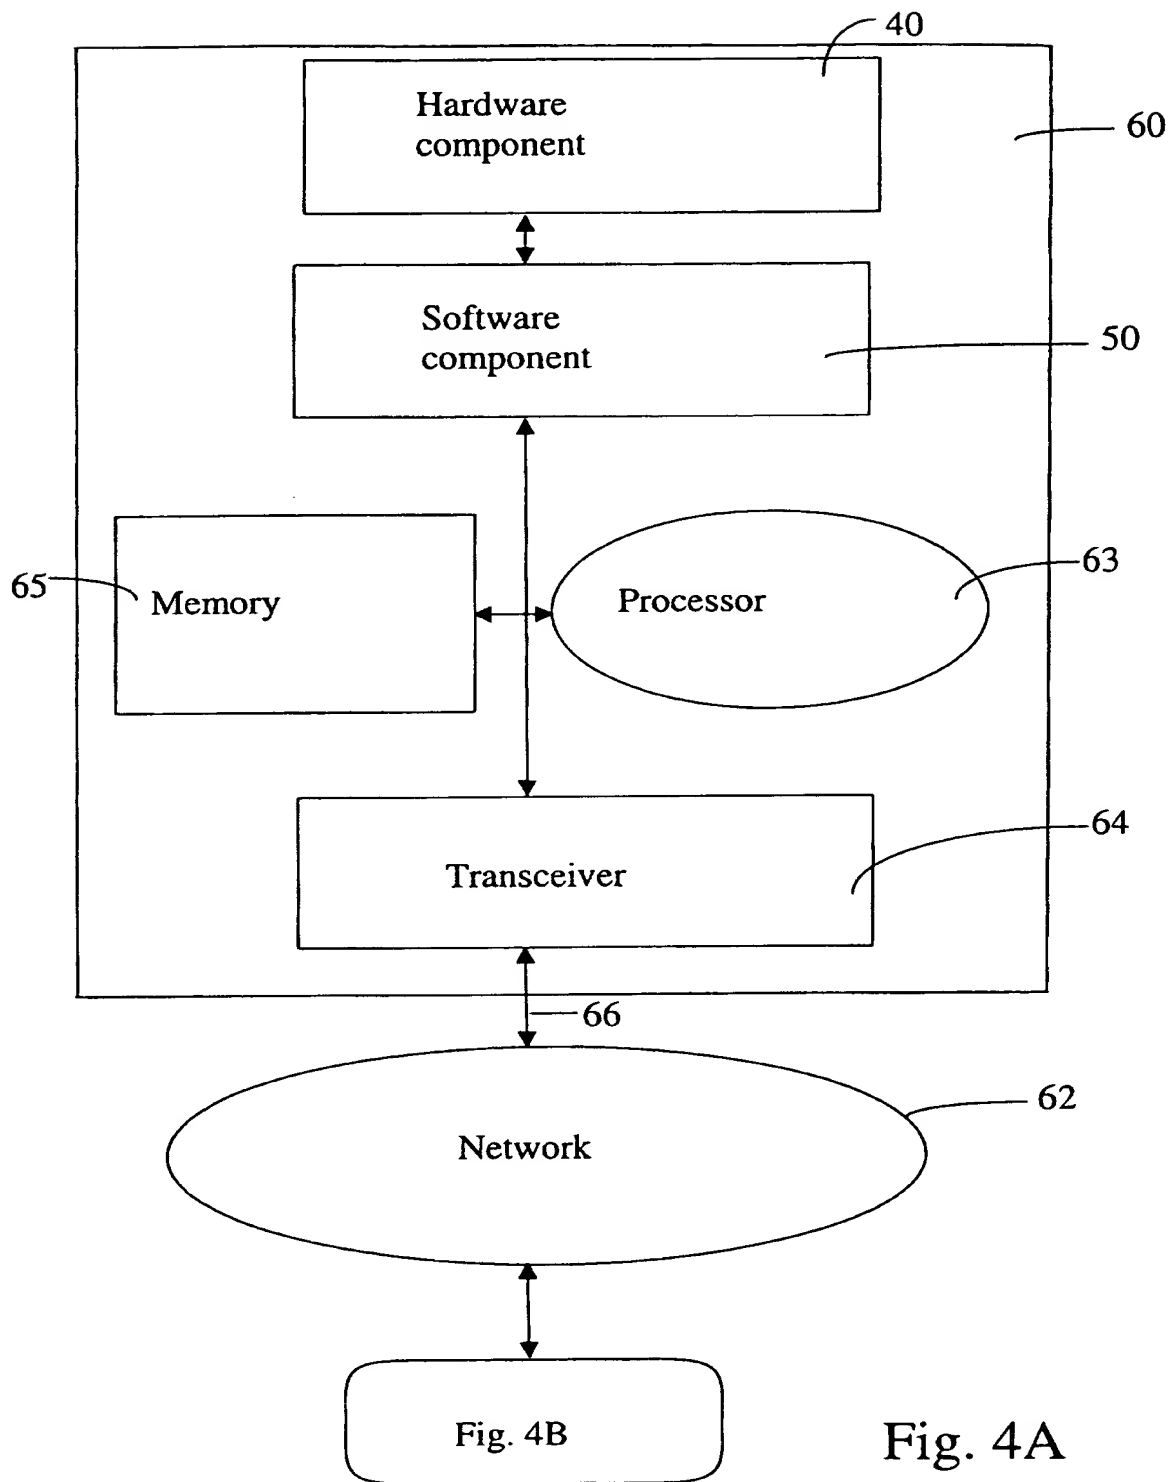 40
Hardware
component
60
Software
component
50
65
Memory
Processor
63
Transceiver
64
66
62
Network
Fig. 4B
Fig. 4A